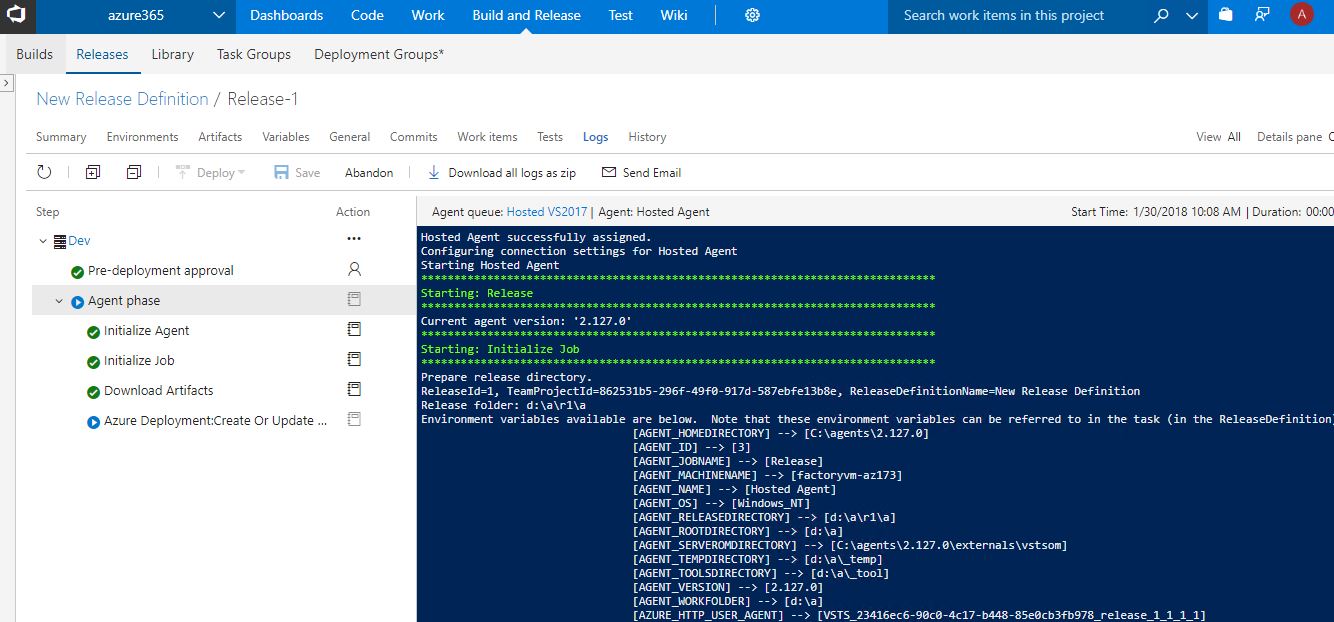 azure365 Dashboards Code Work Build and Release Test Wiki Search work items in this project A
Builds Releases Library Task Groups Deployment Groups*
New Release Definition / Release-1
Summary Environments Artifacts Variables General Commits Work items Tests Logs History View All Details pane
Deploy Save Abandon Download all logs as zip Send Email
Step Action
Dev ...
Pre-deployment approval
Agent phase
Initialize Agent
Initialize Job
Download Artifacts
Azure Deployment:Create Or Update ...
Agent queue: Hosted VS2017 | Agent: Hosted Agent Start Time: 1/30/2018 10:08 AM | Duration: 00:00
Hosted Agent successfully assigned.
Configuring connection settings for Hosted Agent
Starting Hosted Agent
******************************************************************************
Starting: Release
******************************************************************************
Current agent version: '2.127.0'
******************************************************************************
Starting: Initialize Job
******************************************************************************
Prepare release directory.
ReleaseId=1, TeamProjectId=862531b5-296f-49f0-917d-587ebfe13b8e, ReleaseDefinitionName=New Release Definition
Release folder: d:\a\r1\a
Environment variables available are below.  Note that these environment variables can be referred to in the task (in the ReleaseDefinition)
[AGENT_HOMEDIRECTORY] --> [C:\agents\2.127.0]
[AGENT_ID] --> [3]
[AGENT_JOBNAME] --> [Release]
[AGENT_MACHINENAME] --> [factoryvm-az173]
[AGENT_NAME] --> [Hosted Agent]
[AGENT_OS] --> [Windows_NT]
[AGENT_RELEASEDIRECTORY] --> [d:\a\r1\a]
[AGENT_ROOTDIRECTORY] --> [d:\a]
[AGENT_SERVEROMDIRECTORY] --> [C:\agents\2.127.0\externals\vstsom]
[AGENT_TEMPDIRECTORY] --> [d:\a\_temp]
[AGENT_TOOLSDIRECTORY] --> [d:\a\_tool]
[AGENT_VERSION] --> [2.127.0]
[AGENT_WORKFOLDER] --> [d:\a]
[AZURE_HTTP_USER_AGENT] --> [VSTS_23416ec6-90c0-4c17-b448-85e0cb3fb978_release_1_1_1_1]